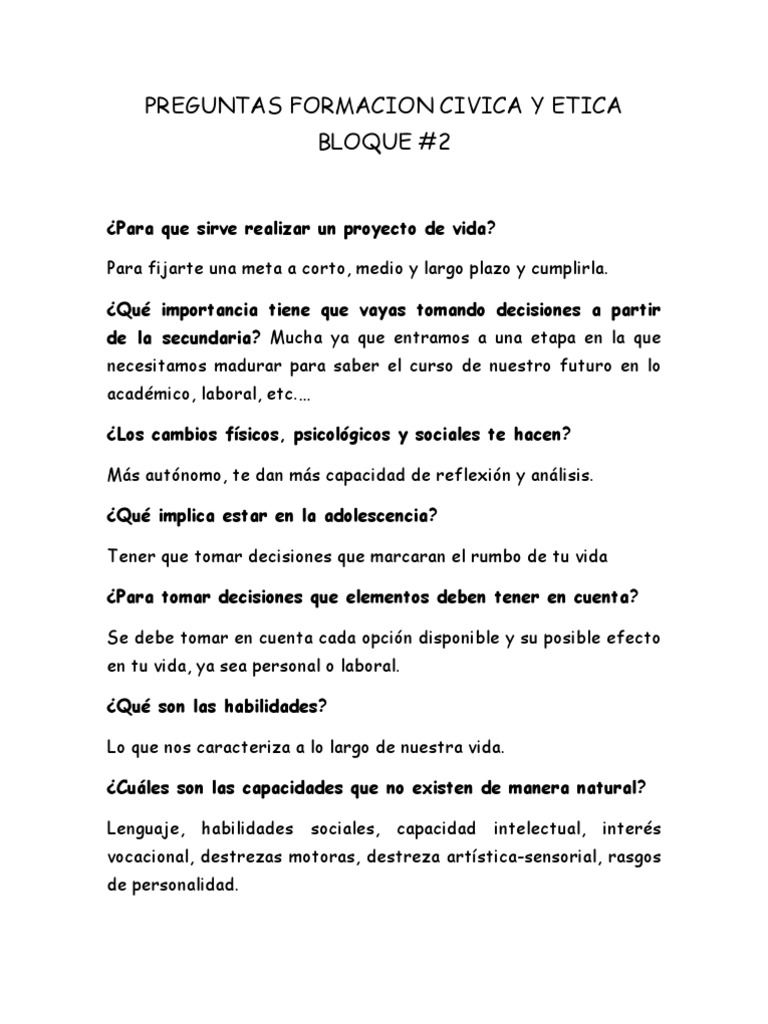 PREGUNTAS FORMACION CIVICA Y ETICA
BLOQUE #2
¿Para que sirve realizar un proyecto de vida?
Para fijarte una meta a corto, medio y largo plazo y cumplirla.
¿Qué importancia tiene que vayas tomando decisiones a partir
de la secundaria? Mucha ya que entramos a una etapa en la que
necesitamos madurar para saber el curso de nuestro futuro en lo
académico, laboral, etc.…
¿Los cambios físicos, psicológicos y sociales te hacen?
Más autónomo, te dan más capacidad de reflexión y análisis.
¿Qué implica estar en la adolescencia?
Tener que tomar decisiones que marcaran el rumbo de tu vida
¿Para tomar decisiones que elementos deben tener en cuenta?
Se debe tomar en cuenta cada opción disponible y su posible efecto
en tu vida, ya sea personal o laboral.
¿Qué son las habilidades?
Lo que nos caracteriza a lo largo de nuestra vida.
¿Cuáles son las capacidades que no existen de manera natural?
Lenguaje, habilidades sociales, capacidad intelectual, interés
vocacional, destrezas motoras, destreza artística-sensorial, rasgos
de personalidad.